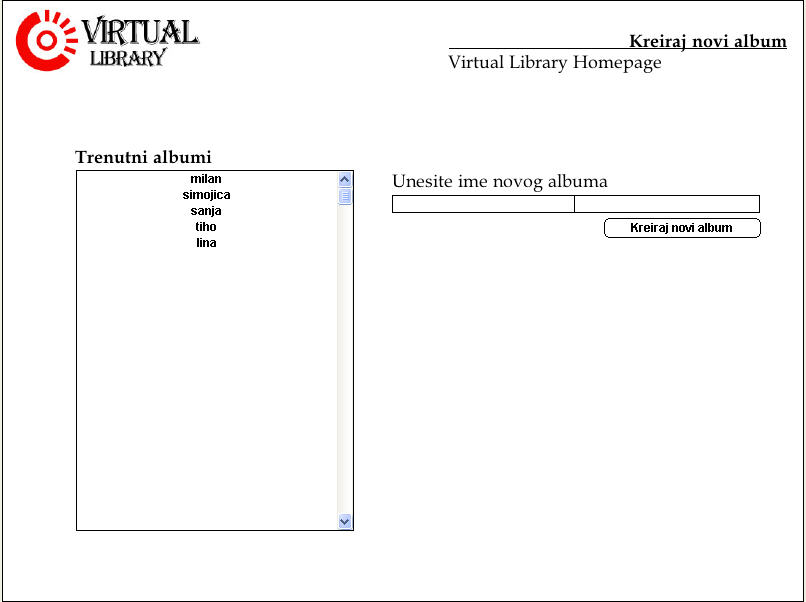 VIRTUAL
LIBRARY
Kreiraj novi album
Virtual Library Homepage
Trenutni albumi
milan
simojica
sanja
tiho
lina
Unesite ime novog albuma
Kreiraj novi album